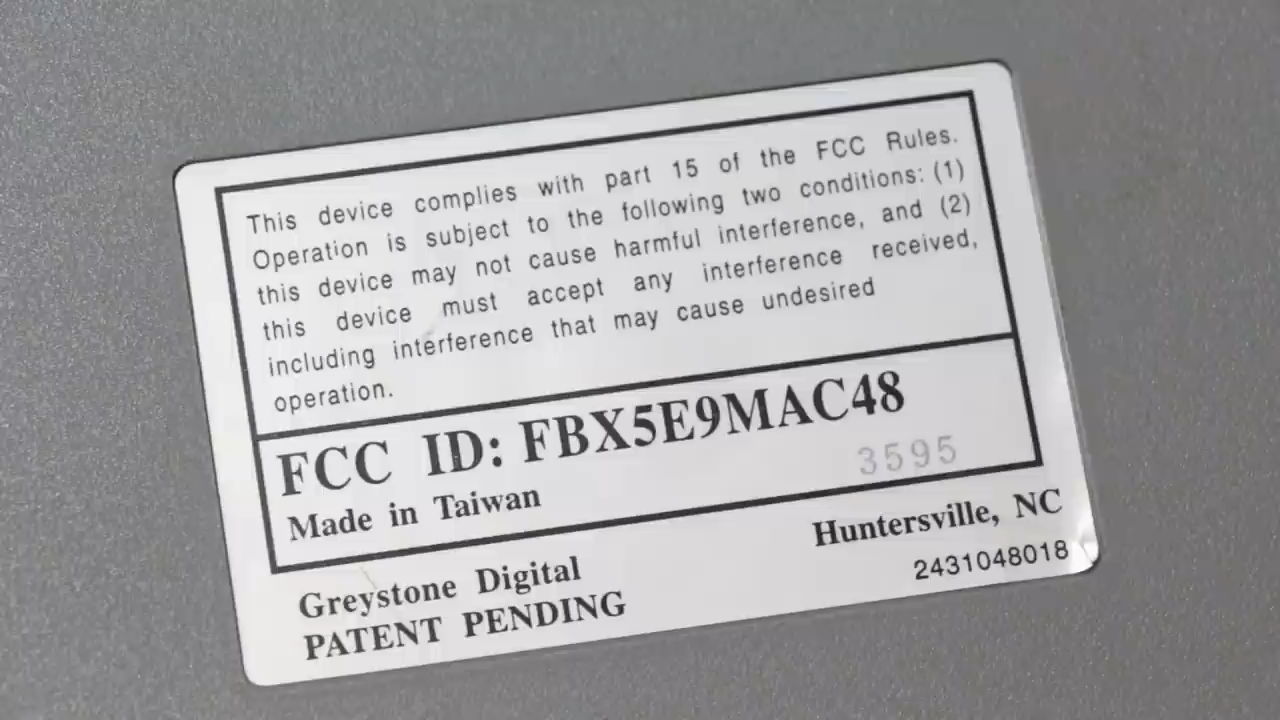 This device complies with part 15 of the FCC Rules.
Operation is subject to the following two conditions: (1)
this device may not cause harmful interference, and (2)
this device must accept any interference received,
including interference that may cause undesired
operation.
FCC ID: FBX5E9MAC48
3595
Made in Taiwan
Huntersville, NC
Greystone Digital
2431048018
PATENT PENDING